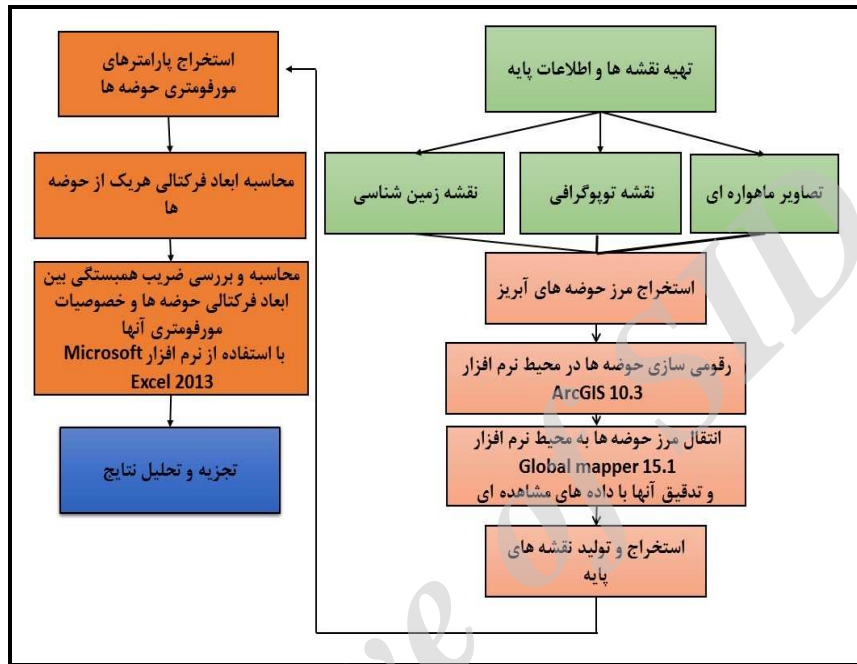 تهیه نقشه ها و اطلاعات پایه
تصاویر ماهواره ای
نقشه توپوگرافی
نقشه زمین شناسی
استخراج مرز حوضه های آبریز
رقومی سازی حوضه ها در محیط نرم افزار
ArcGIS 10.3
انتقال مرز حوضه ها به محیط نرم افزار
Global mapper 15.1
و تدقیق آنها با داده های مشاهده ای
استخراج و تولید نقشه های
پایه
استخراج پارامترهای
مورفومتری حوضه ها
محاسبه ابعاد فرکتالی هریک از حوضه
ها
محاسبه و بررسی ضریب همبستگی بین
ابعاد فرکتالی حوضه ها و خصوصیات
مورفومتری آنها
با استفاده از نرم افزار Microsoft
Excel 2013
تجزیه و تحلیل نتایج
ve of SID